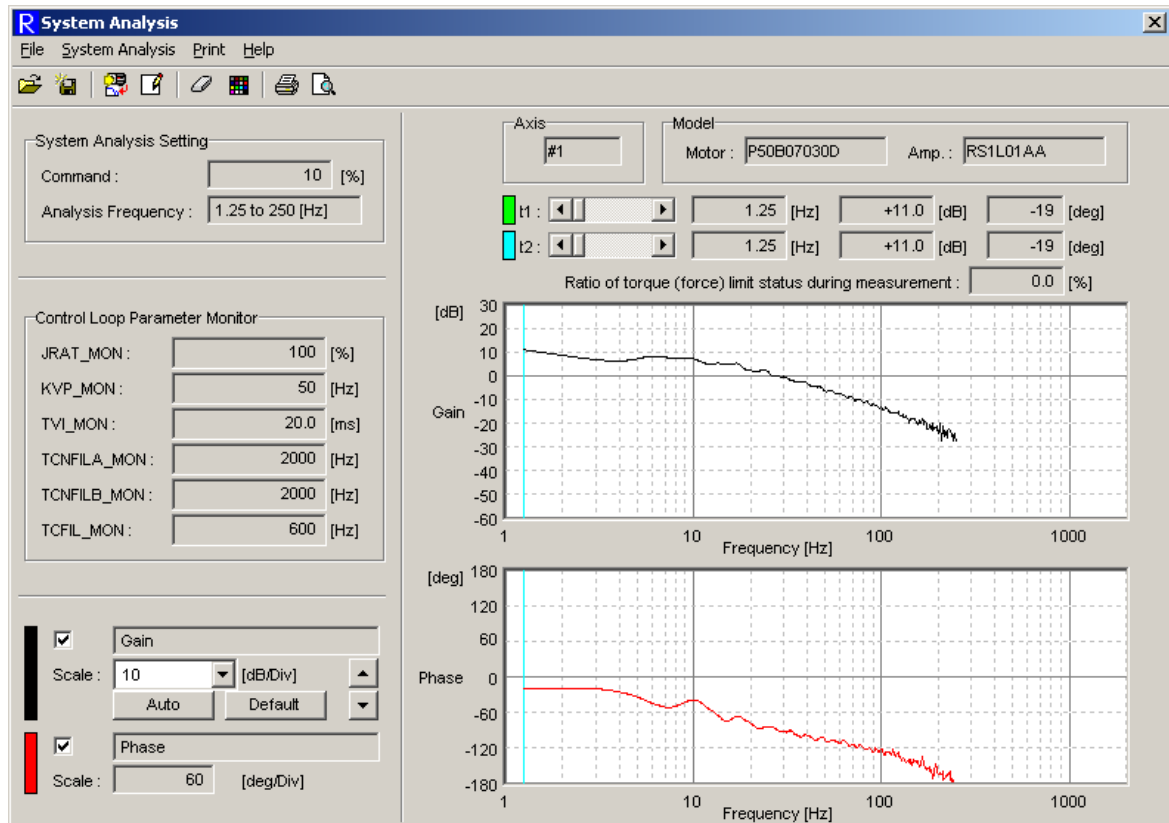 R System Analysis
File System Analysis Print Help
System Analysis Setting
Command : 10 [%]
Analysis Frequency : 1.25 to 250 [Hz]
Control Loop Parameter Monitor
JRAT_MON : 100 [%]
KVP_MON : 50 [Hz]
TVI_MON : 20.0 [ms]
TCNFILA_MON : 2000 [Hz]
TCNFILB_MON : 2000 [Hz]
TCFIL_MON : 600 [Hz]
Gain
Scale : 10 [dB/Div]
Auto Default
Phase
Scale : 60 [deg/Div]
Axis
#1
Model
Motor : P50B07030D Amp. : RS1L01AA
t1 : 1.25 [Hz] +11.0 [dB] -19 [deg]
t2 : 1.25 [Hz] +11.0 [dB] -19 [deg]
Ratio of torque (force) limit status during measurement : 0.0 [%]
[dB] 30
20
10
0
-10
Gain
-20
-30
-40
-50
-60
1 10 100 1000
Frequency [Hz]
[deg] 180
120
60
Phase 0
-60
-120
-180
1 10 100 1000
Frequency [Hz]